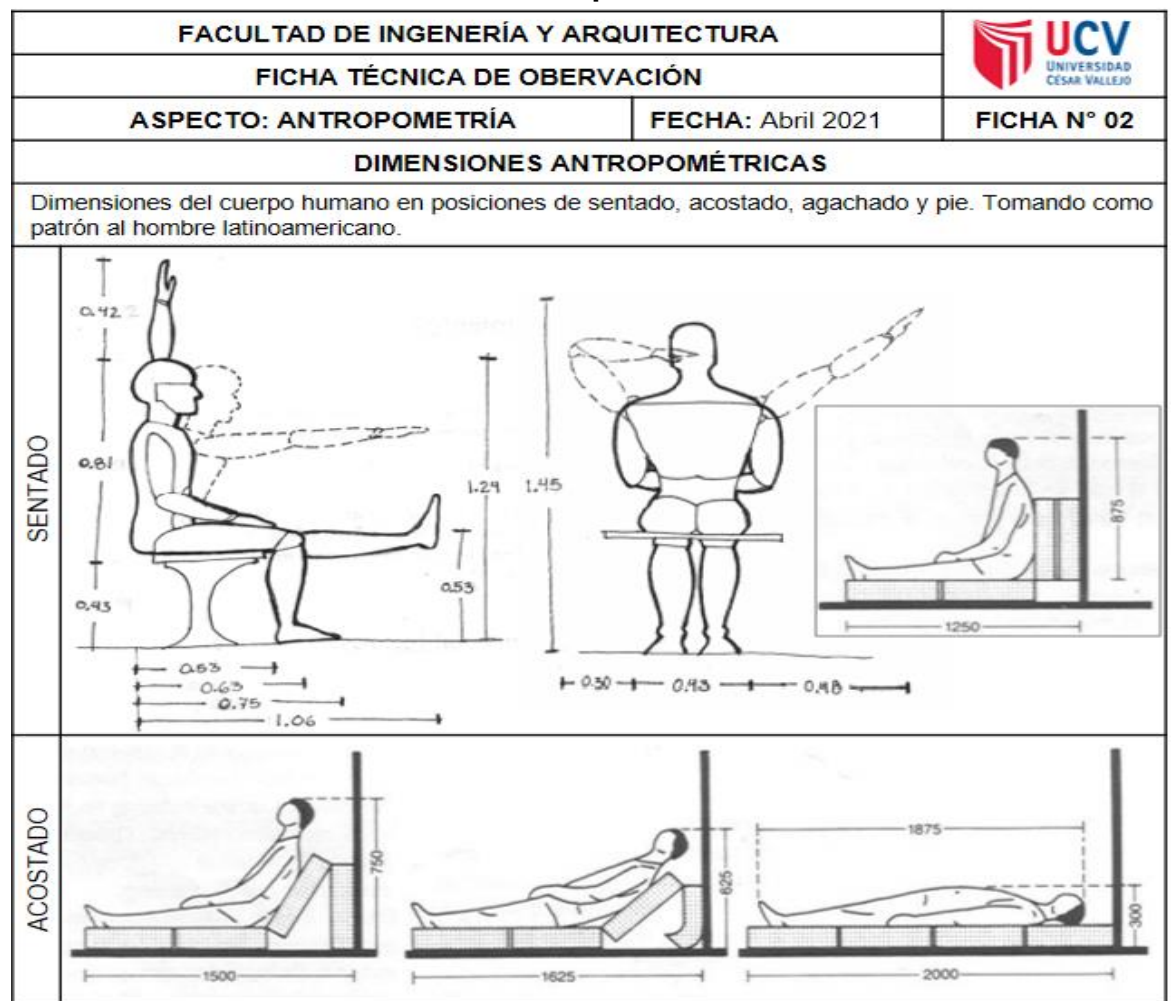 FACULTAD DE INGENERÍA Y ARQUITECTURA
UCV
UNIVERSIDAD
CÉSAR VALLEJO
FICHA TÉCNICA DE OBERVACIÓN
ASPECTO: ANTROPOMETRÍA
FECHA: Abril 2021
FICHA N° 02
DIMENSIONES ANTROPOMÉTRICAS
Dimensiones del cuerpo humano en posiciones de sentado, acostado, agachado y pie. Tomando como
patrón al hombre latinoamericano.
SENTADO
0.42
0.81
0.43
1.29
0.53
0.53
0.63
0.75
1.06
1.45
0.30
0.43
0.48
875
1250
ACOSTADO
750
1500
625
1625
1875
300
2000